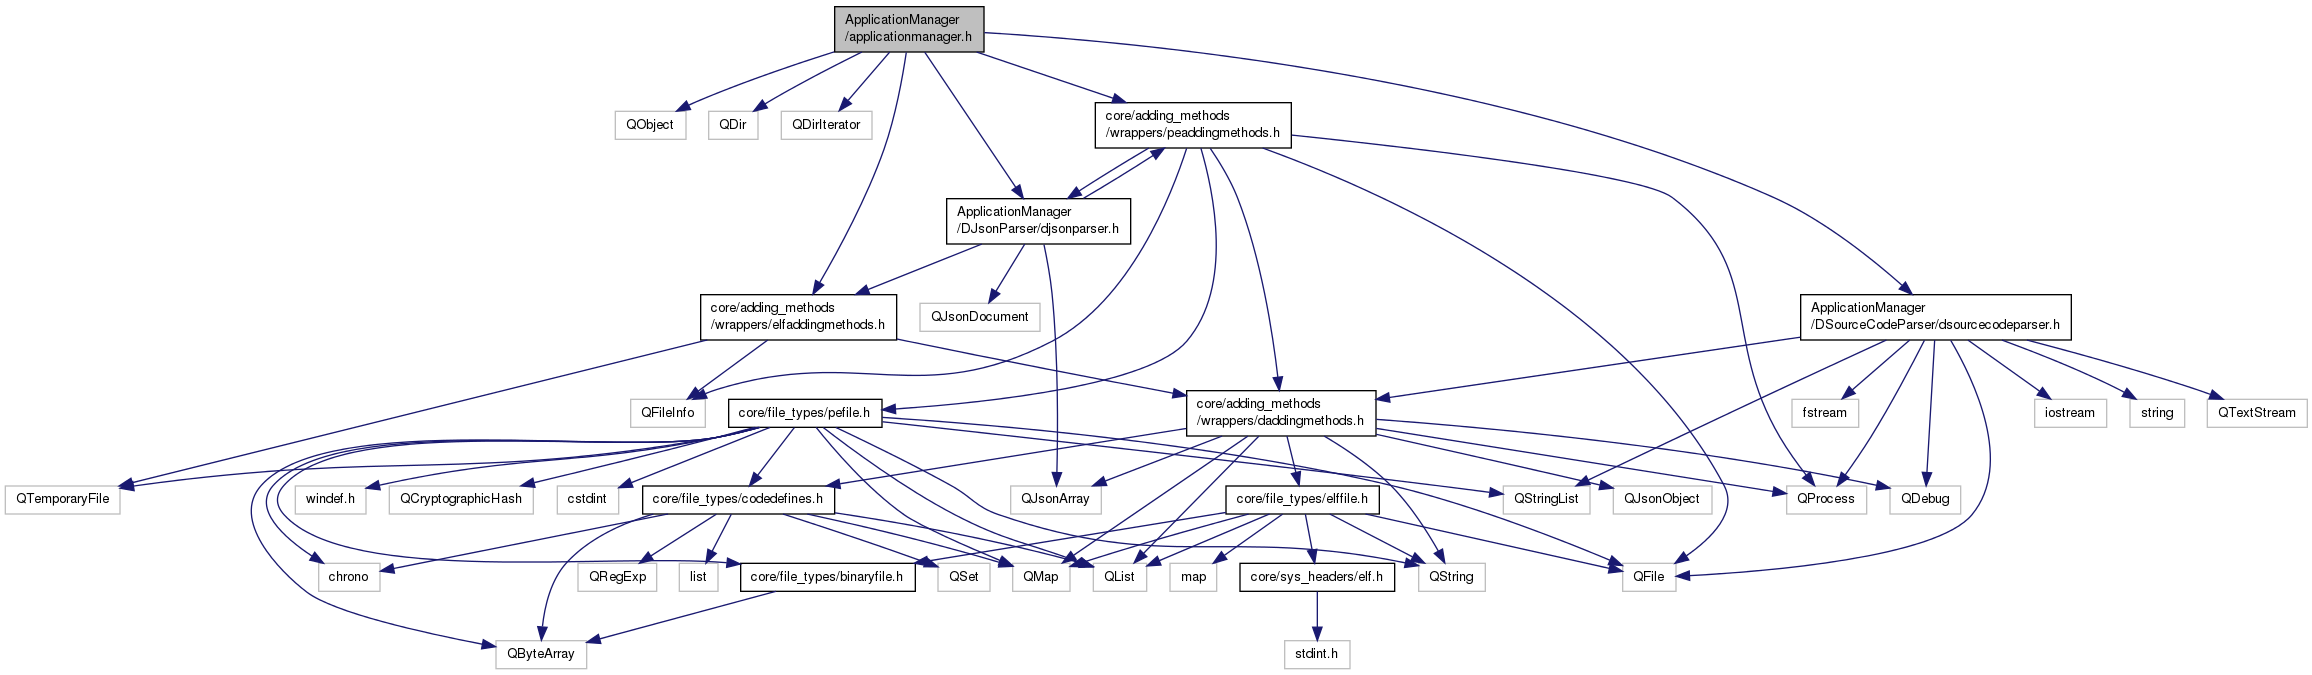 ApplicationManager
/applicationmanager.h
QObject
QDir
QDirIterator
core/adding_methods
/wrappers/peaddingmethods.h
ApplicationManager
/DJsonParser/djsonparser.h
core/adding_methods
/wrappers/elfaddingmethods.h
QJsonDocument
ApplicationManager
/DSourceCodeParser/dsourcecodeparser.h
QFileInfo
core/file_types/pefile.h
core/adding_methods
/wrappers/daddingmethods.h
fstream
iostream
string
QTextStream
QTemporaryFile
windef.h
QCryptographicHash
cstdint
core/file_types/codedefines.h
QJsonArray
core/file_types/elffile.h
QStringList
QJsonObject
QProcess
QDebug
chrono
QRegExp
list
core/file_types/binaryfile.h
QSet
QMap
QList
map
core/sys_headers/elf.h
QString
QFile
QByteArray
stdint.h